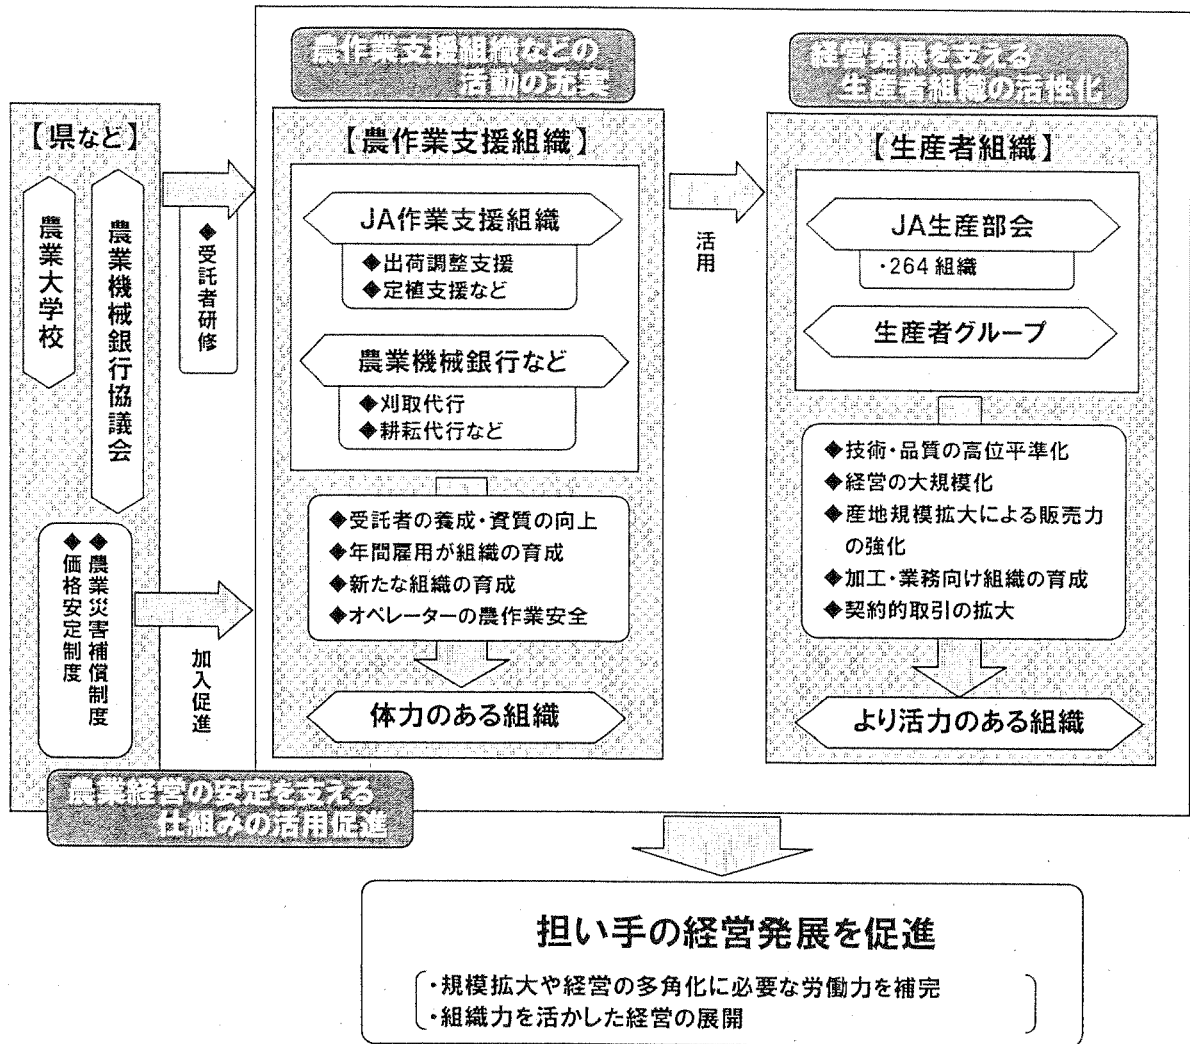 農作業支援組織などの
活動の充実
経営発展を支える
生産者組織の活性化
【県など】
農業大学校
農業機械銀行協議会
◆農業災害補償制度
◆価格安定制度
◆受託者研修
加入促進
農業経営の安定を支える
仕組みの活用促進
【農作業支援組織】
JA作業支援組織
◆出荷調整支援
◆定植支援など
農業機械銀行など
◆刈取代行
◆耕耘代行など
◆受託者の養成・資質の向上
◆年間雇用が組織の育成
◆新たな組織の育成
◆オペレーターの農作業安全
体力のある組織
活用
【生産者組織】
JA生産部会
・264組織
生産者グループ
◆技術・品質の高位平準化
◆経営の大規模化
◆産地規模拡大による販売力
の強化
◆加工・業務向け組織の育成
◆契約的取引の拡大
より活力のある組織
担い手の経営発展を促進
・規模拡大や経営の多角化に必要な労働力を補完
・組織力を活かした経営の展開